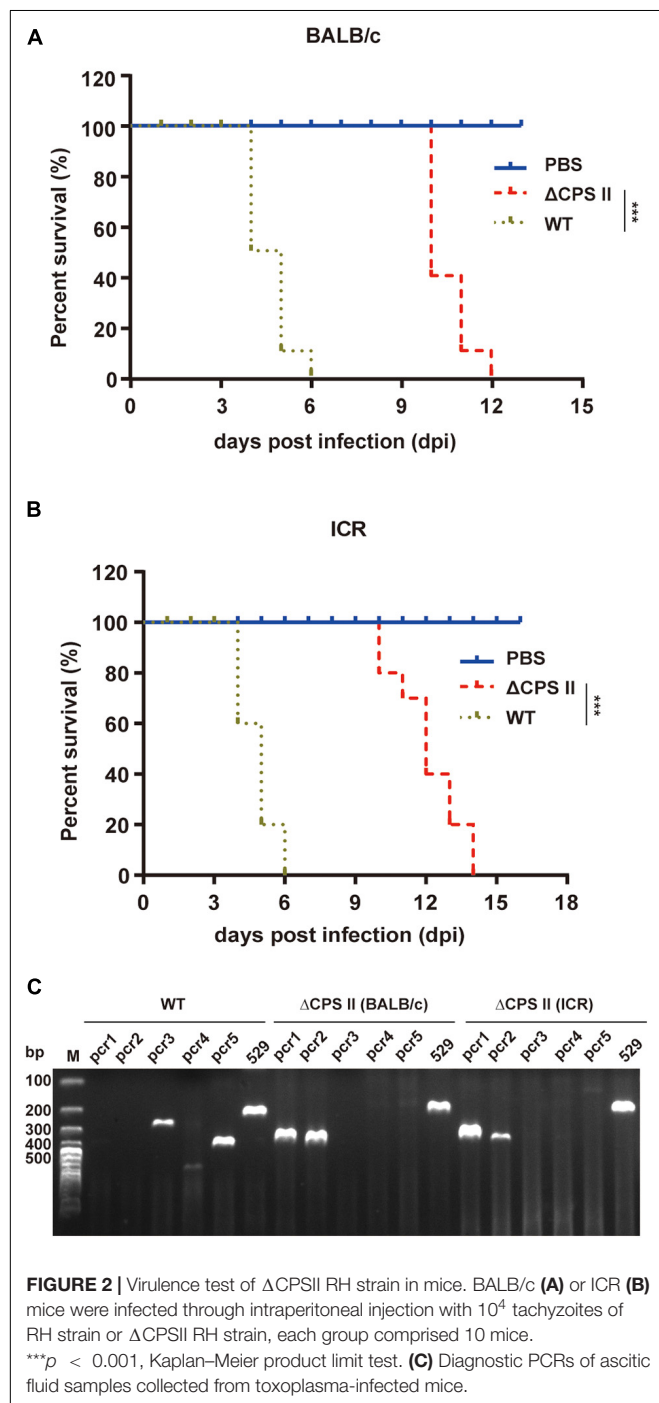 A
BALB/c
120
100
80
60
40
20
0
Percent survival (%)
PBS
ΔCPS II
WT
***
0 3 6 9 12 15
days post infection (dpi)
B
ICR
120
100
80
60
40
20
0
Percent survival (%)
PBS
ΔCPS II
WT
***
0 3 6 9 12 15 18
days post infection (dpi)
C
WT ΔCPS II (BALB/c) ΔCPS II (ICR)
bp M pcr1 pcr2 pcr3 pcr4 pcr5 529 pcr1 pcr2 pcr3 pcr4 pcr5 529 pcr1 pcr2 pcr3 pcr4 pcr5 529
100
200
300
400
500
FIGURE 2 | Virulence test of ΔCPSII RH strain in mice. BALB/c (A) or ICR (B)
mice were infected through intraperitoneal injection with 10⁴ tachyzoites of
RH strain or ΔCPSII RH strain, each group comprised 10 mice.
***p < 0.001, Kaplan–Meier product limit test. (C) Diagnostic PCRs of ascitic
fluid samples collected from toxoplasma-infected mice.